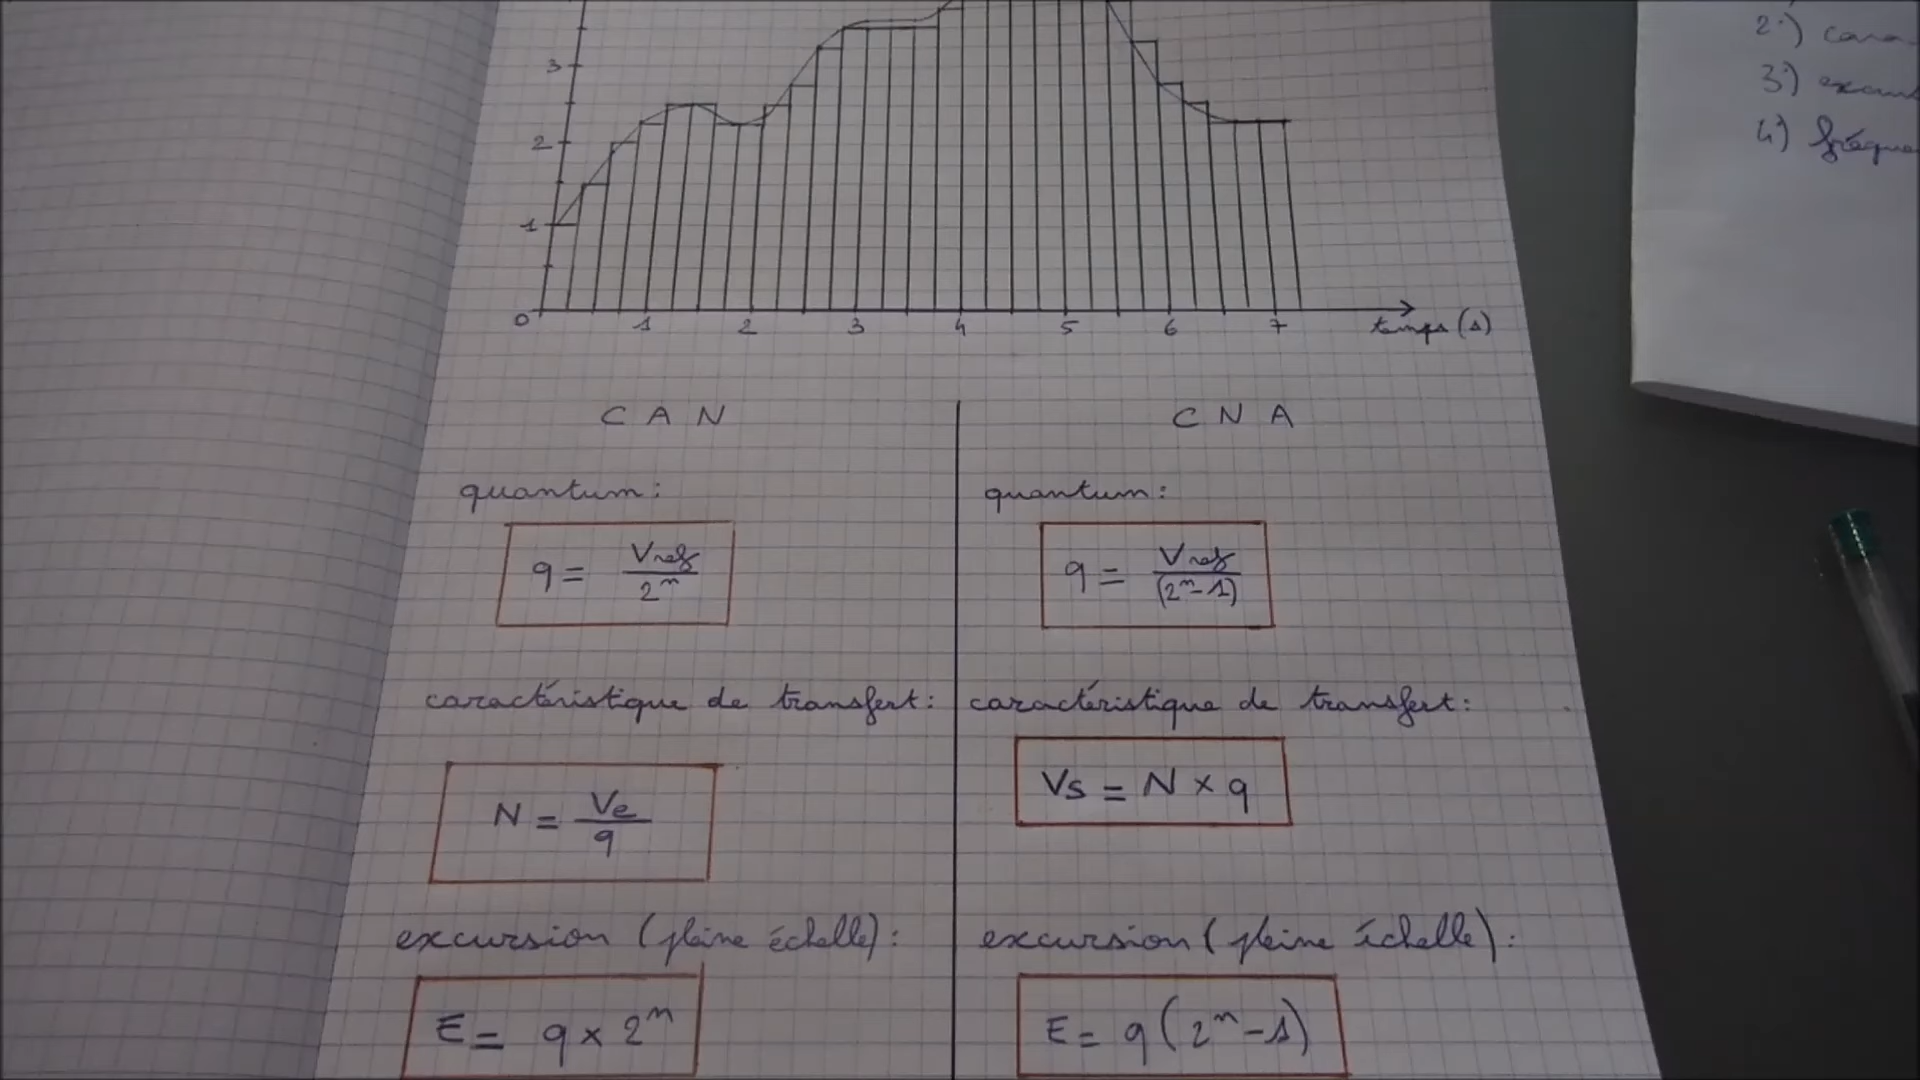 3
2
1
0 1 2 3 4 5 6 7 temps (s)
2°)
3°)
4°)
CAN
quantum :
q = Vref / 2^n
caractéristique de transfert :
N = Ve / q
excursion (pleine échelle) :
E = q x 2^n
CNA
quantum :
q = Vref / (2^n - 1)
caractéristique de transfert :
Vs = N x q
excursion (pleine échelle) :
E = q (2^n - 1)